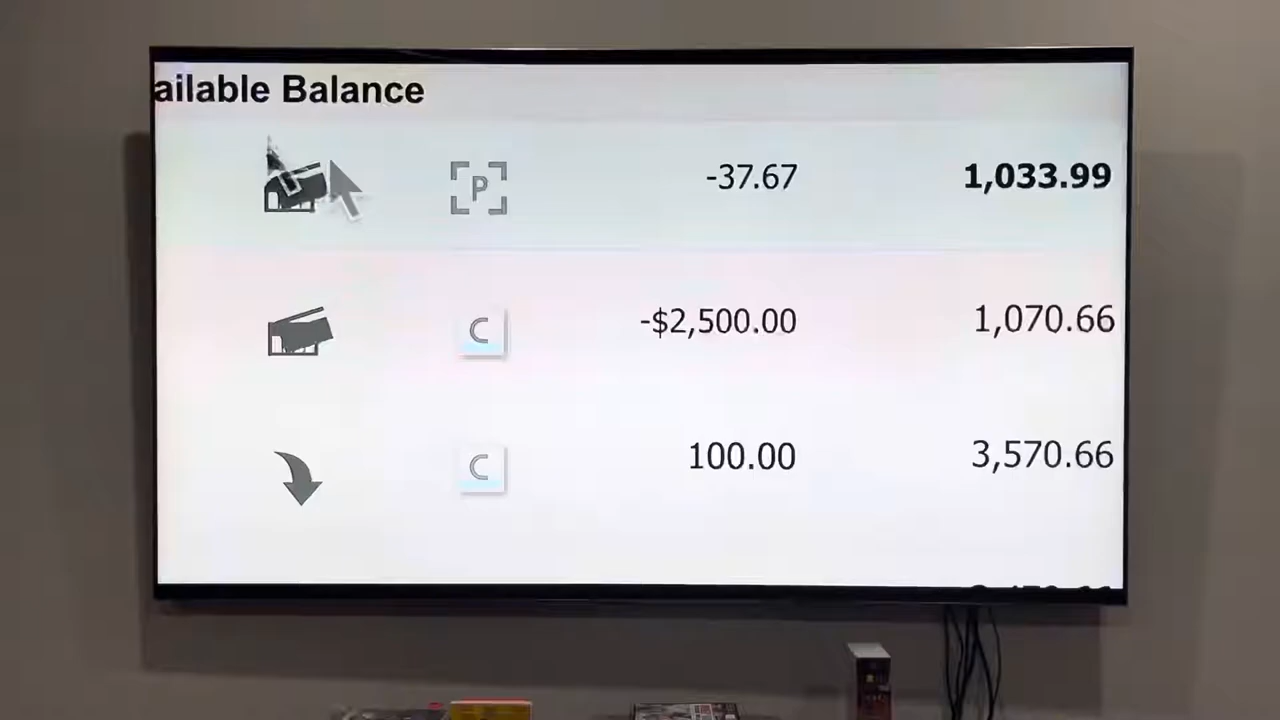 ailable Balance
P -37.67 1,033.99
C -$2,500.00 1,070.66
C 100.00 3,570.66